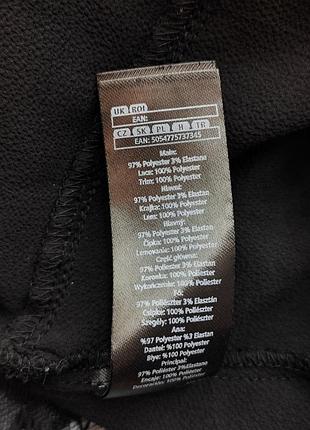 UK ROI
EAN:
CZ SK PL H TR
EAN: 5054775737345
Main:
97% Polyester 3% Elastane
Lace: 100% Polyester
Trim: 100% Polyester
Hlavní:
97% Polyester 3% Elastan
Krajka: 100% Polyester
Lem: 100% Polyester
Hlavný:
97% Polyester 3% Elastan
Čipka: 100% Polyester
Lemovanie: 100% Polyester
Część główna:
97% Polyester 3% Elastan
Koronka: 100% Polyester
Wykończenie: 100% Poliester
Fő:
97% Poliészter 3% Elasztán
Csipke: 100% Poliészter
Szegély: 100% Poliészter
Ana:
%97 Polyester %3 Elastan
Dantel: %100 Polyester
Biye: %100 Polyester
Principal:
97% Poliéster 3% Elastano
Encaje: 100% Poliéster
100% Poliéster